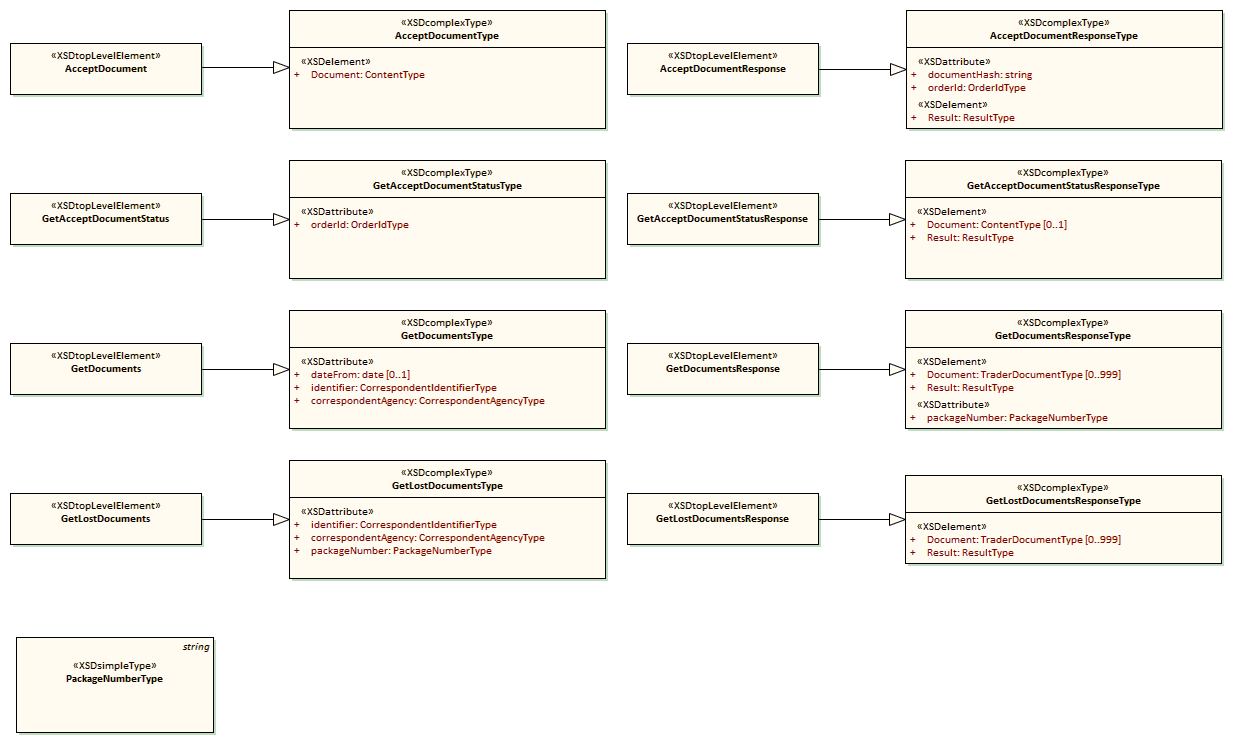 «XSDtopLevelElement»
AcceptDocument
«XSDcomplexType»
AcceptDocumentType
«XSDelement»
+ Document: ContentType
«XSDtopLevelElement»
AcceptDocumentResponse
«XSDcomplexType»
AcceptDocumentResponseType
«XSDattribute»
+ documentHash: string
+ orderId: OrderIdType
«XSDelement»
+ Result: ResultType
«XSDtopLevelElement»
GetAcceptDocumentStatus
«XSDcomplexType»
GetAcceptDocumentStatusType
«XSDattribute»
+ orderId: OrderIdType
«XSDtopLevelElement»
GetAcceptDocumentStatusResponse
«XSDcomplexType»
GetAcceptDocumentStatusResponseType
«XSDelement»
+ Document: ContentType [0..1]
+ Result: ResultType
«XSDtopLevelElement»
GetDocuments
«XSDcomplexType»
GetDocumentsType
«XSDattribute»
+ dateFrom: date [0..1]
+ identifier: CorrespondentIdentifierType
+ correspondentAgency: CorrespondentAgencyType
«XSDtopLevelElement»
GetDocumentsResponse
«XSDcomplexType»
GetDocumentsResponseType
«XSDelement»
+ Document: TraderDocumentType [0..999]
+ Result: ResultType
«XSDattribute»
+ packageNumber: PackageNumberType
«XSDtopLevelElement»
GetLostDocuments
«XSDcomplexType»
GetLostDocumentsType
«XSDattribute»
+ identifier: CorrespondentIdentifierType
+ correspondentAgency: CorrespondentAgencyType
+ packageNumber: PackageNumberType
«XSDtopLevelElement»
GetLostDocumentsResponse
«XSDcomplexType»
GetLostDocumentsResponseType
«XSDelement»
+ Document: TraderDocumentType [0..999]
+ Result: ResultType
string
«XSDsimpleType»
PackageNumberType